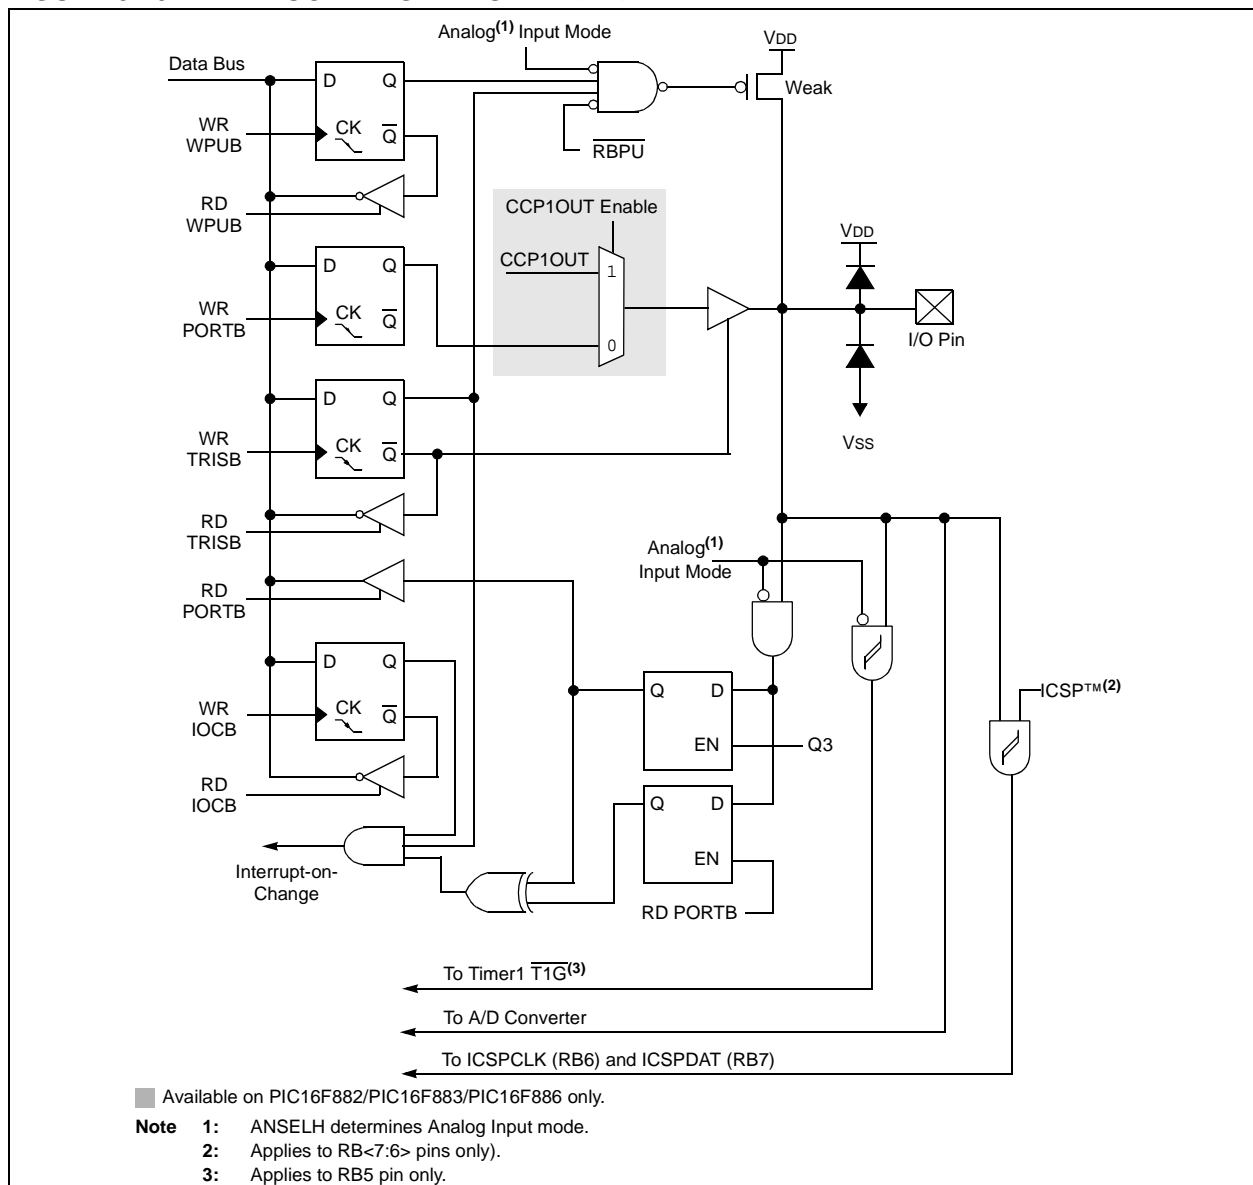 Analog(1) Input Mode
VDD
Data Bus
D Q
Weak
WR
WPUB
CK Q
RBPU
RD
WPUB
CCP1OUT Enable
VDD
D Q
CCP1OUT
1
WR
PORTB
CK Q
0
I/O Pin
D Q
WR
TRISB
CK Q
VSS
RD
TRISB
Analog(1)
Input Mode
RD
PORTB
D Q
Q D
ICSP™(2)
WR
IOCB
CK Q
EN
Q3
RD
IOCB
Q D
EN
Interrupt-on-
Change
RD PORTB
To Timer1 T1G(3)
To A/D Converter
To ICSPCLK (RB6) and ICSPDAT (RB7)
Available on PIC16F882/PIC16F883/PIC16F886 only.
Note 1: ANSELH determines Analog Input mode.
2: Applies to RB<7:6> pins only).
3: Applies to RB5 pin only.